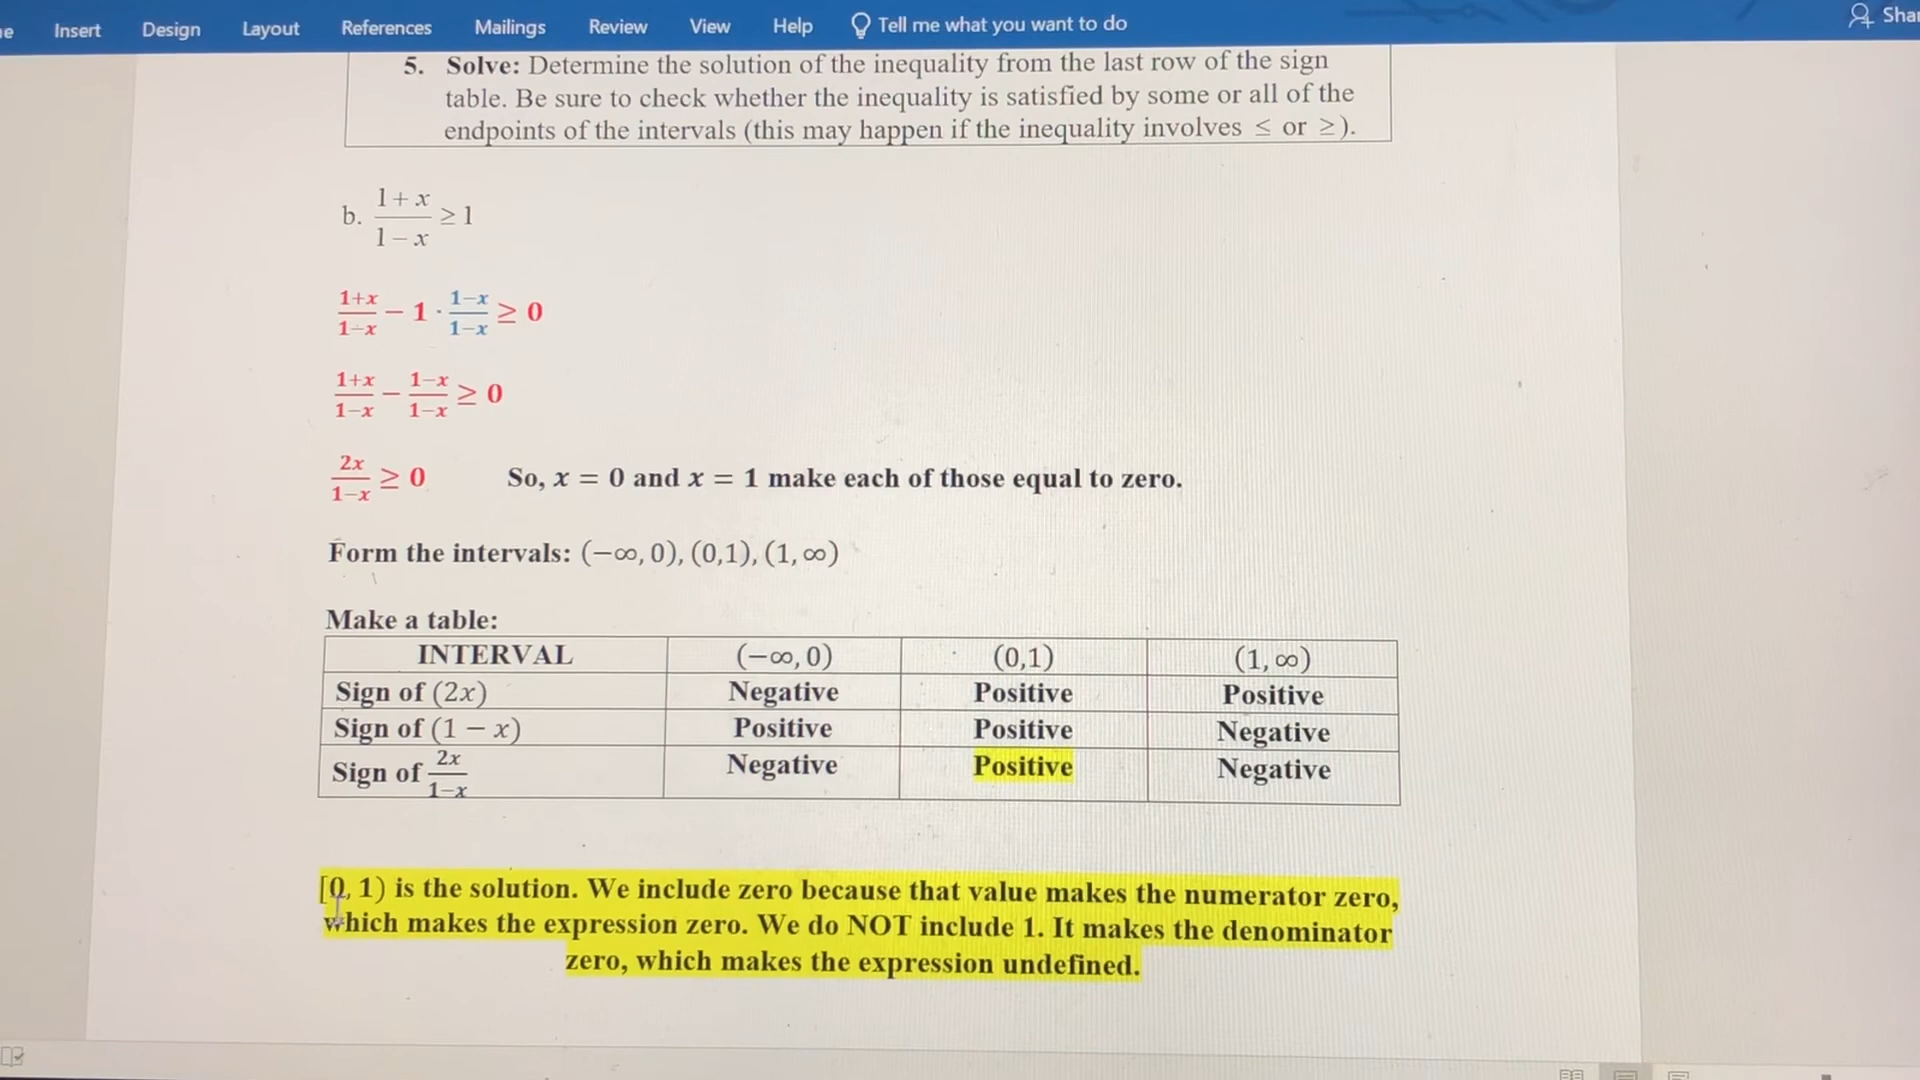 Insert Design Layout References Mailings Review View Help Tell me what you want to do
5. Solve: Determine the solution of the inequality from the last row of the sign
table. Be sure to check whether the inequality is satisfied by some or all of the
endpoints of the intervals (this may happen if the inequality involves ≤ or ≥).
b. (1 + x)/(1 − x) ≥ 1
(1+x)/(1−x) − 1 · (1−x)/(1−x) ≥ 0
(1+x)/(1−x) − (1−x)/(1−x) ≥ 0
2x/(1−x) ≥ 0 So, x = 0 and x = 1 make each of those equal to zero.
Form the intervals: (−∞, 0), (0,1), (1, ∞)
Make a table:
INTERVAL (−∞, 0) (0,1) (1, ∞)
Sign of (2x) Negative Positive Positive
Sign of (1 − x) Positive Positive Negative
Sign of 2x/(1−x) Negative Positive Negative
[0, 1) is the solution. We include zero because that value makes the numerator zero,
which makes the expression zero. We do NOT include 1. It makes the denominator
zero, which makes the expression undefined.